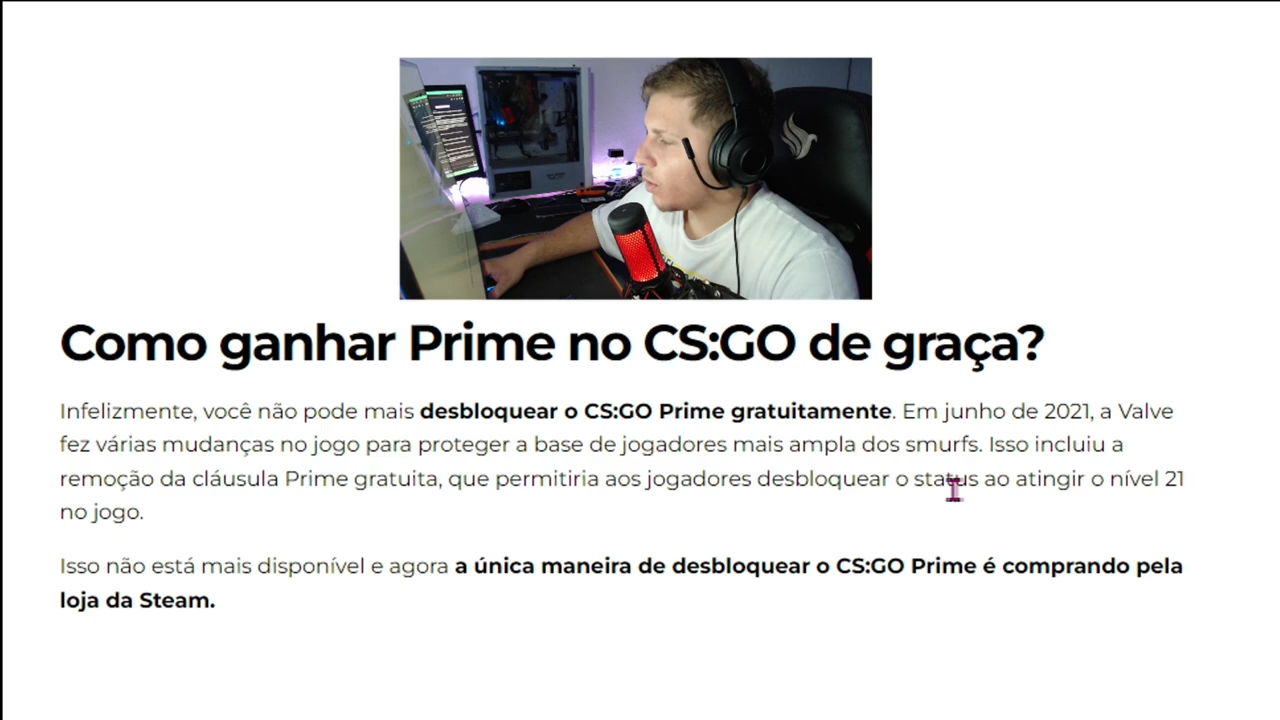 Como ganhar Prime no CS:GO de graça?
Infelizmente, você não pode mais desbloquear o CS:GO Prime gratuitamente. Em junho de 2021, a Valve
fez várias mudanças no jogo para proteger a base de jogadores mais ampla dos smurfs. Isso incluiu a
remoção da cláusula Prime gratuita, que permitiria aos jogadores desbloquear o status ao atingir o nível 21
no jogo.
Isso não está mais disponível e agora a única maneira de desbloquear o CS:GO Prime é comprando pela
loja da Steam.